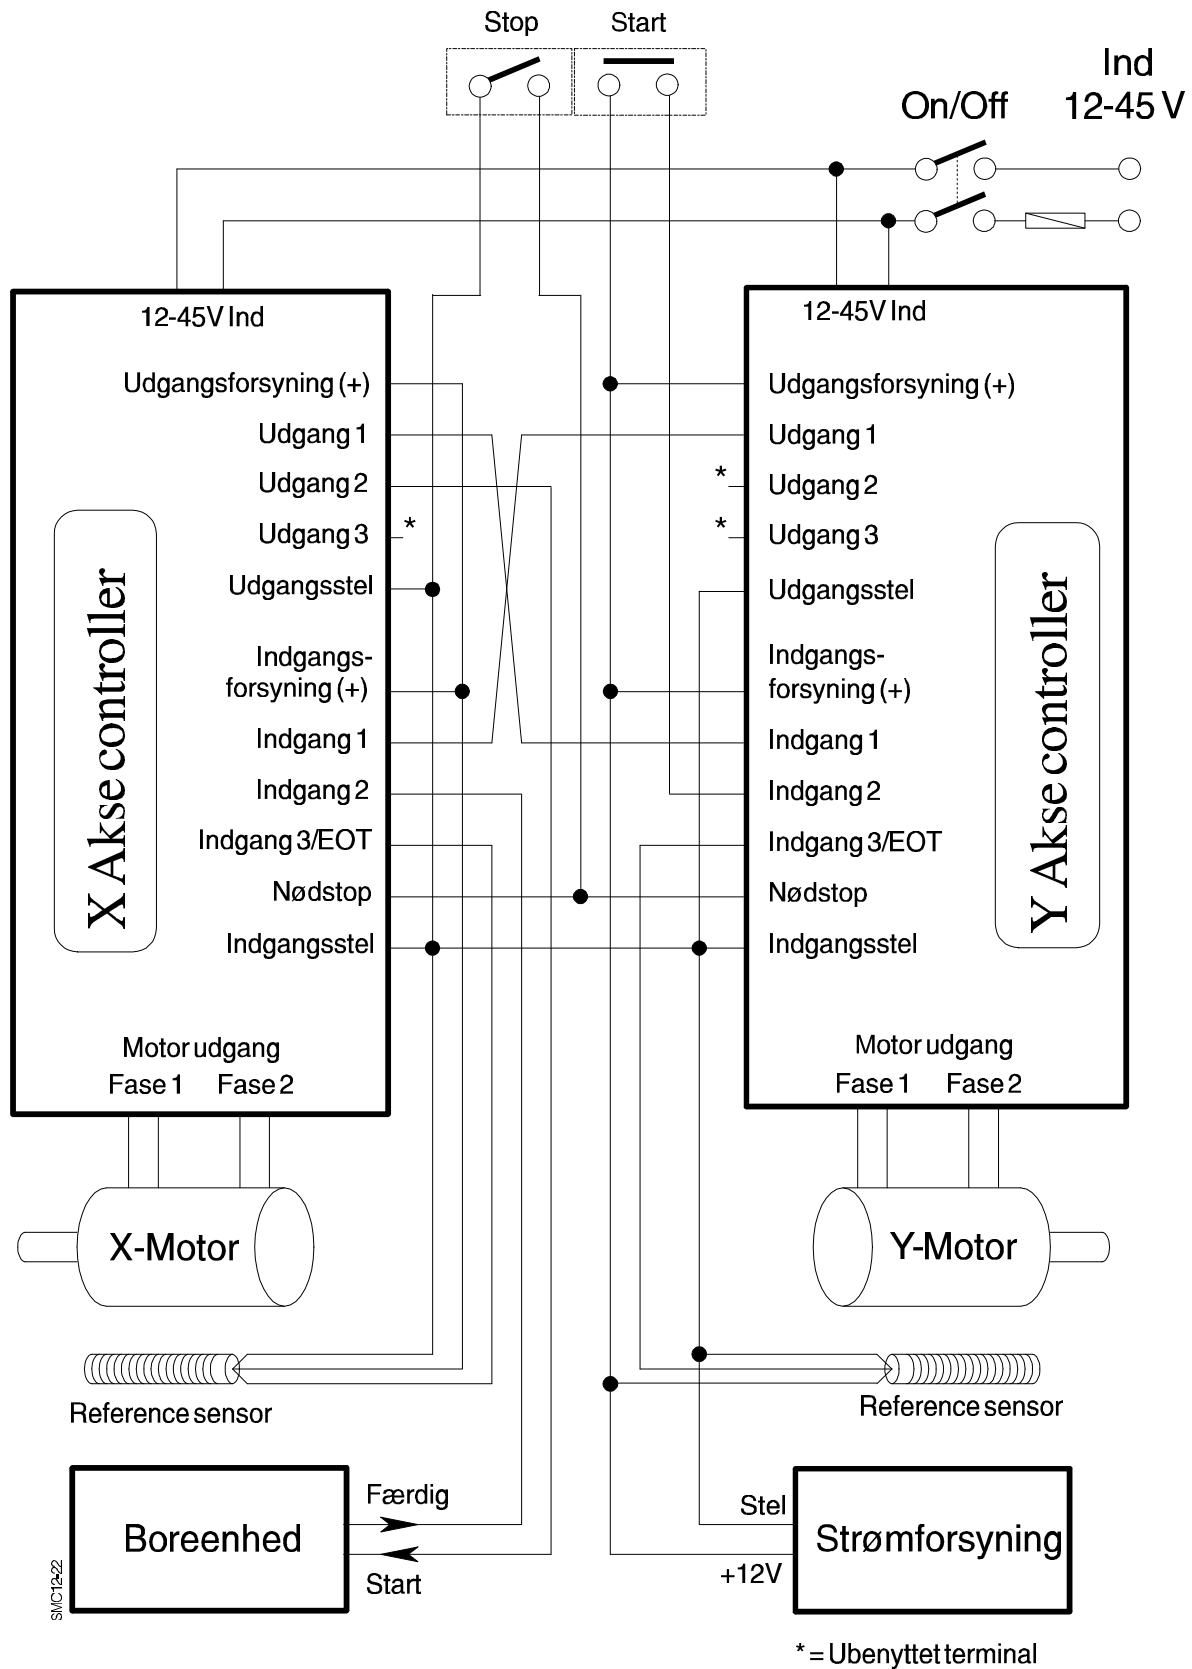 Stop
Start
Ind
12-45 V
On/Off
12-45V Ind
Udgangsforsyning (+)
Udgang 1
Udgang 2
Udgang 3
*
Udgangsstel
Indgangs-
forsyning (+)
Indgang 1
Indgang 2
Indgang 3/EOT
Nødstop
Indgangsstel
X Akse controller
Motor udgang
Fase 1 Fase 2
X-Motor
Reference sensor
12-45V Ind
Udgangsforsyning (+)
Udgang 1
* Udgang 2
* Udgang 3
Udgangsstel
Indgangs-
forsyning (+)
Indgang 1
Indgang 2
Indgang 3/EOT
Nødstop
Indgangsstel
Y Akse controller
Motor udgang
Fase 1 Fase 2
Y-Motor
Reference sensor
Boreenhed
Færdig
Start
Stel
+12V
Strømforsyning
SMC12-22
* = Ubenyttet terminal